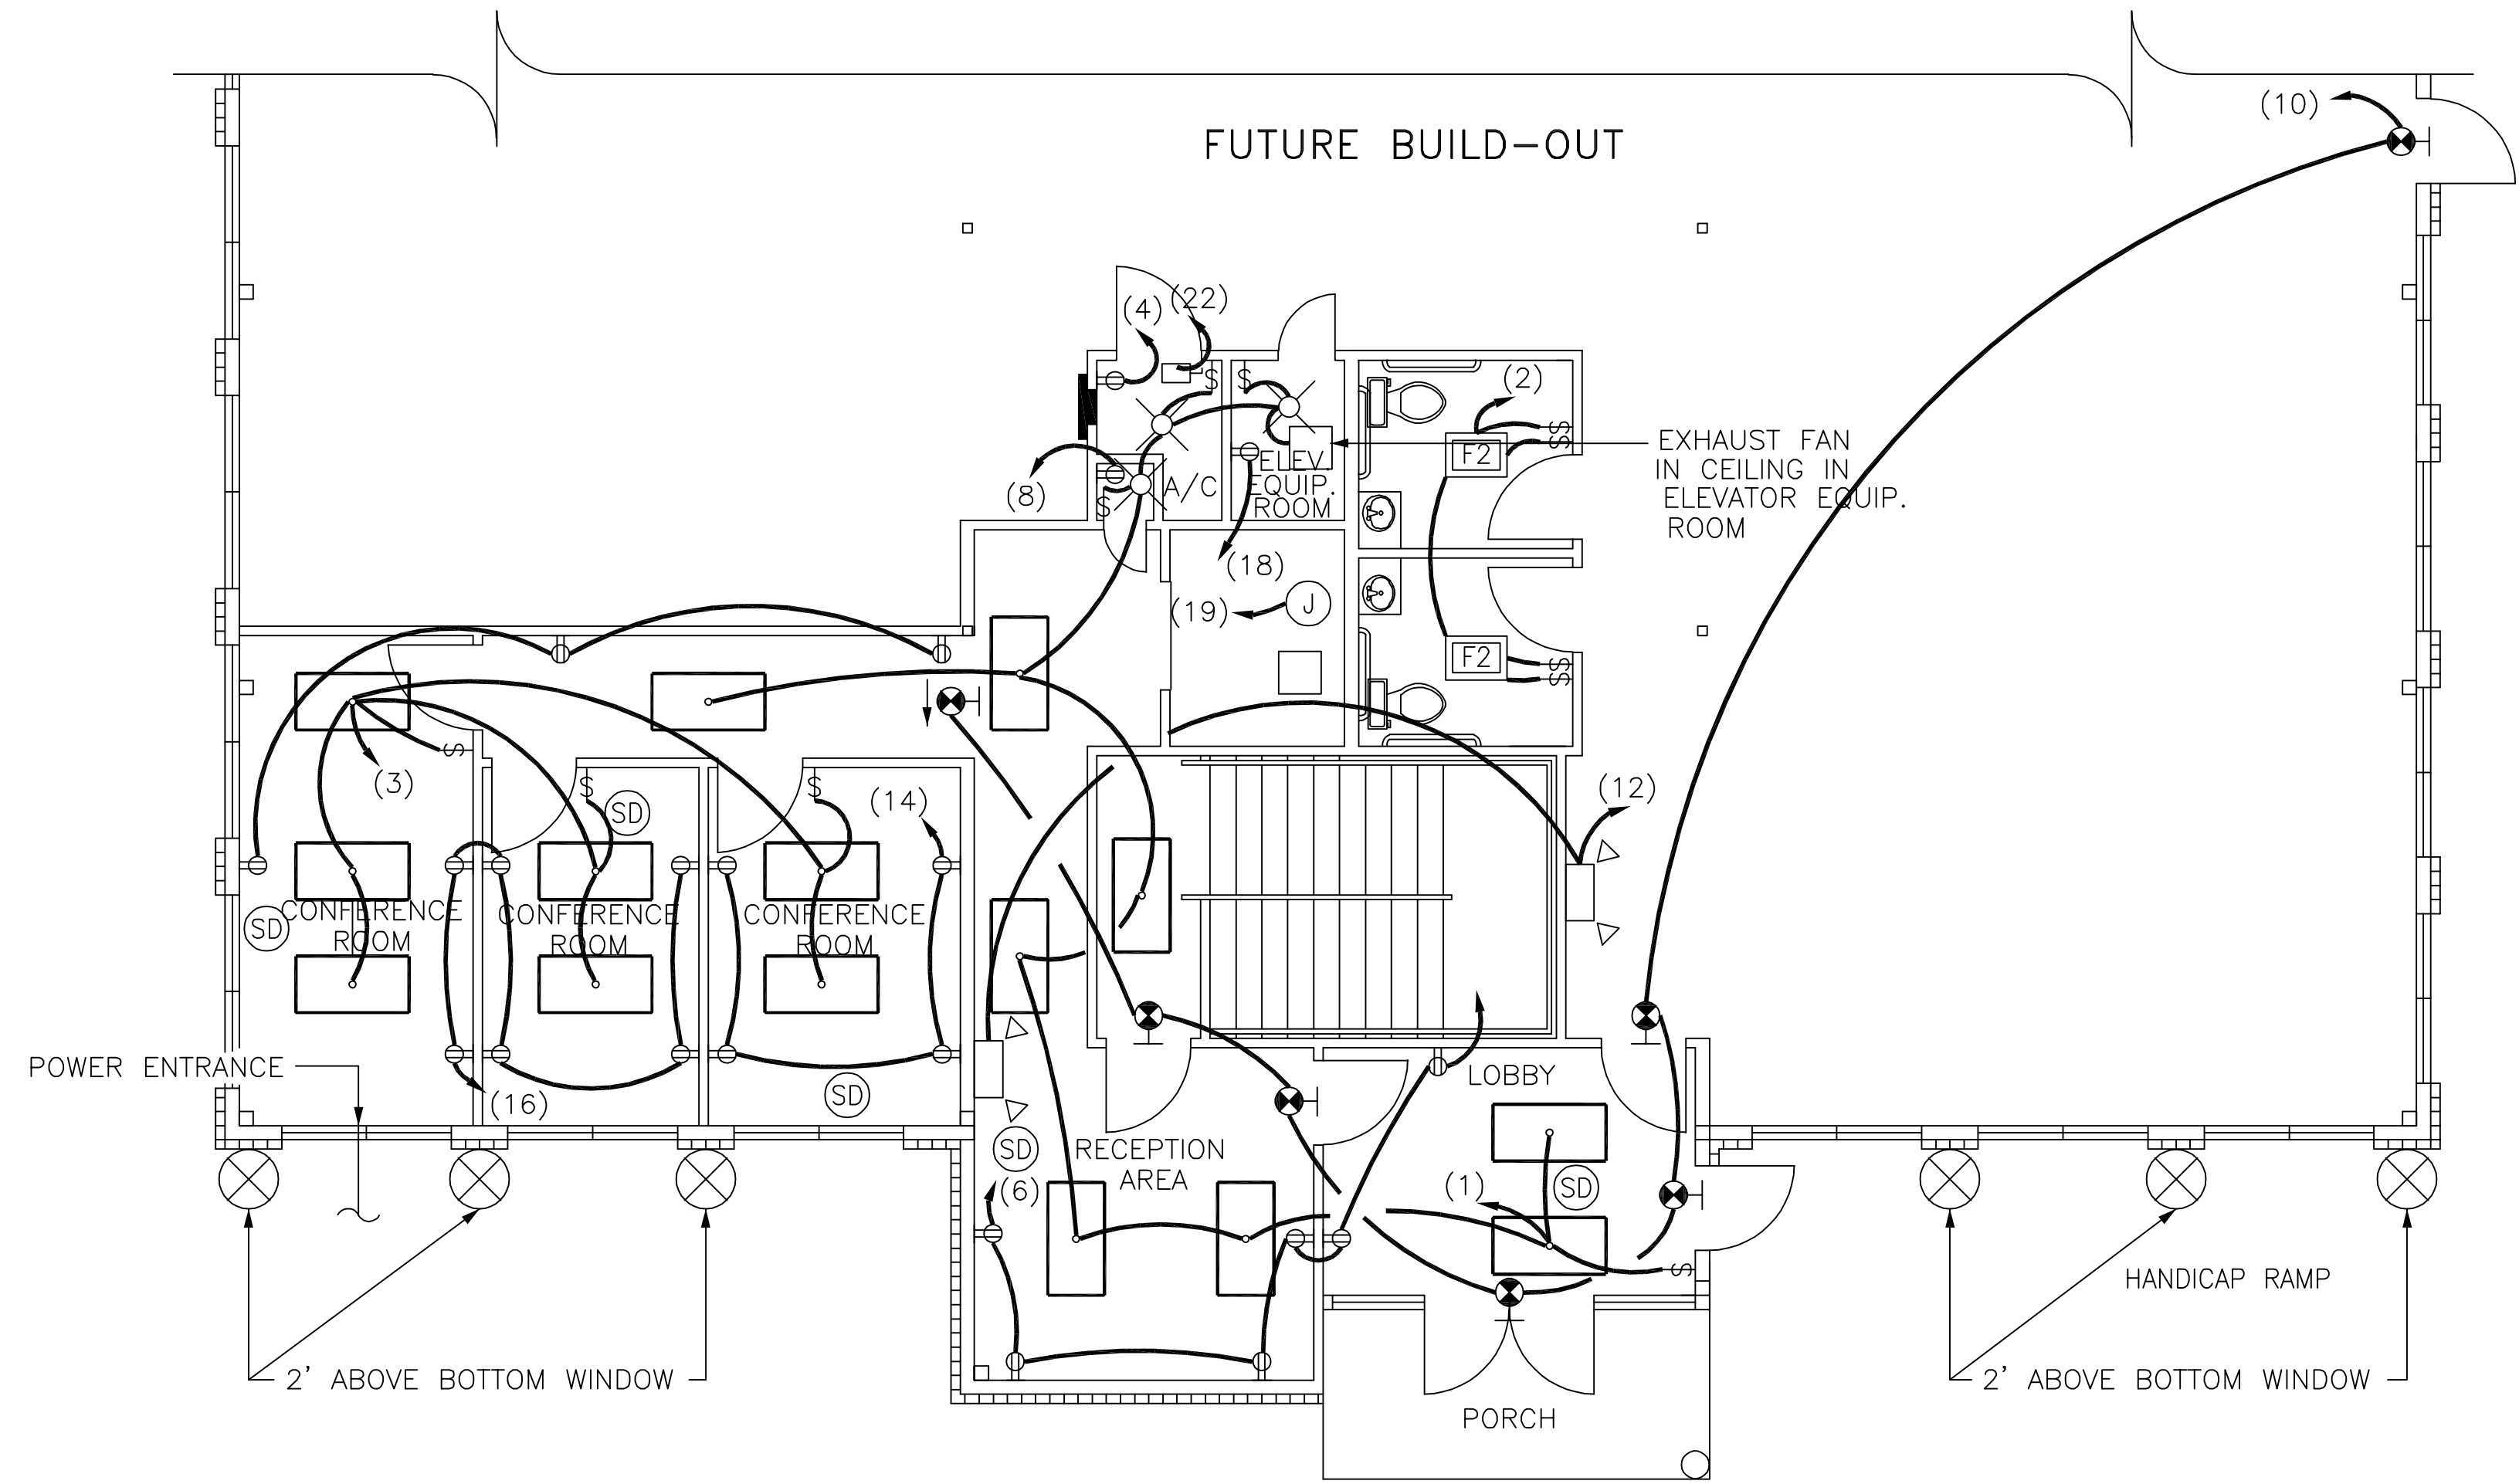 (10)
FUTURE BUILD-OUT
(22)
(4)
$
$
(2)
$$
F2
EXHAUST FAN
IN CEILING IN
ELEVATOR EQUIP.
ROOM
(8)
$
A/C
ELEV.
EQUIP.
ROOM
(18)
(19)
J
F2
$$
$
(3)
$
SD
$
(14)
(12)
SD
CONFERENCE
ROOM
CONFERENCE
ROOM
CONFERENCE
ROOM
POWER ENTRANCE
(16)
SD
LOBBY
SD
RECEPTION
AREA
(6)
(1)
SD
$
HANDICAP RAMP
2' ABOVE BOTTOM WINDOW
2' ABOVE BOTTOM WINDOW
PORCH